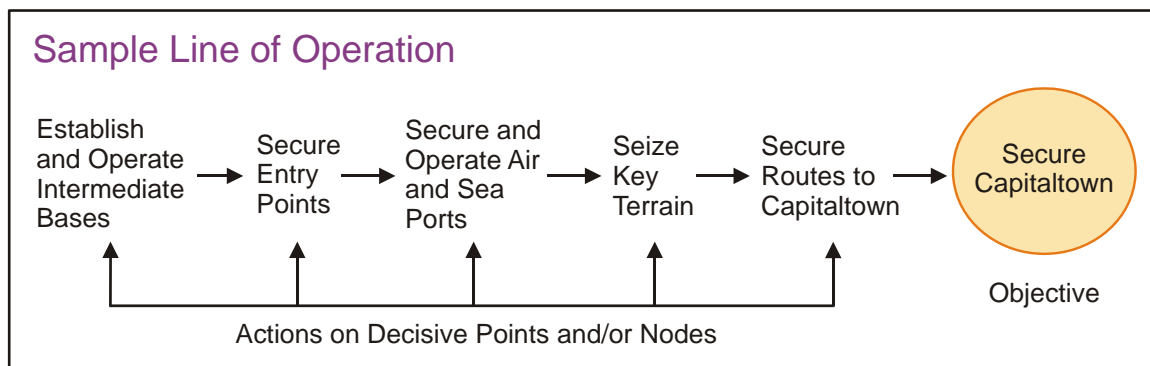 Sample Line of Operation
Establish
and Operate
Intermediate
Bases
Secure
Entry
Points
Secure and
Operate Air
and Sea
Ports
Seize
Key
Terrain
Secure
Routes to
Capitaltown
Secure
Capitaltown
Objective
Actions on Decisive Points and/or Nodes